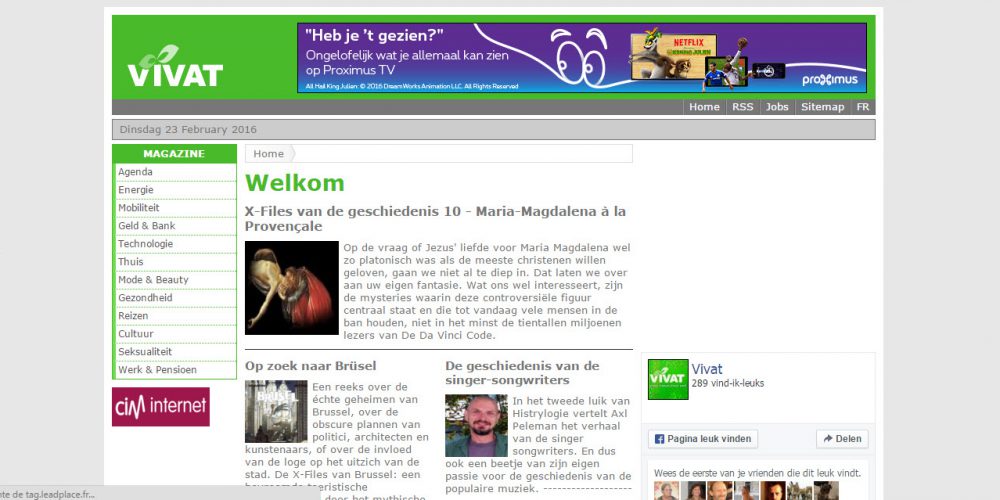 VIVAT
"Heb je 't gezien?"
Ongelofelijk wat je allemaal kan zien
op Proximus TV
All Hail King Julien: © 2016 DreamWorks Animation LLC. All Rights Reserved
NETFLIX
proximus
Home RSS Jobs Sitemap FR
Dinsdag 23 February 2016
MAGAZINE
Agenda
Energie
Mobiliteit
Geld & Bank
Technologie
Thuis
Mode & Beauty
Gezondheid
Reizen
Cultuur
Seksualiteit
Werk & Pensioen
cim internet
Home
Welkom
X-Files van de geschiedenis 10 - Maria-Magdalena à la
Provençale
Op de vraag of Jezus' liefde voor Maria Magdalena wel
zo platonisch was als de meeste christenen willen
geloven, gaan we niet al te diep in. Dat laten we over
aan uw eigen fantasie. Wat ons wel interesseert, zijn
de mysteries waarin deze controversiële figuur
centraal staat en die tot vandaag vele mensen in de
ban houden, niet in het minst de tientallen miljoenen
lezers van De Da Vinci Code.
Op zoek naar Brüsel
Een reeks over de
échte geheimen van
Brussel, over de
obscure plannen van
politici, architecten en
kunstenaars, of over de invloed
van de loge op het uitzicht van de
stad. De X-Files van Brussel: een
De geschiedenis van de
singer-songwriters
In het tweede luik van
Histrylogie vertelt Axl
Peleman het verhaal
van de singer
songwriters. En dus
ook een beetje van zijn eigen
passie voor de geschiedenis van de
populaire muziek. --------------------
VIVAT
Vivat
289 vind-ik-leuks
Pagina leuk vinden
Delen
Wees de eerste van je vrienden die dit leuk vindt.
nte de tag.leadplace.fr...